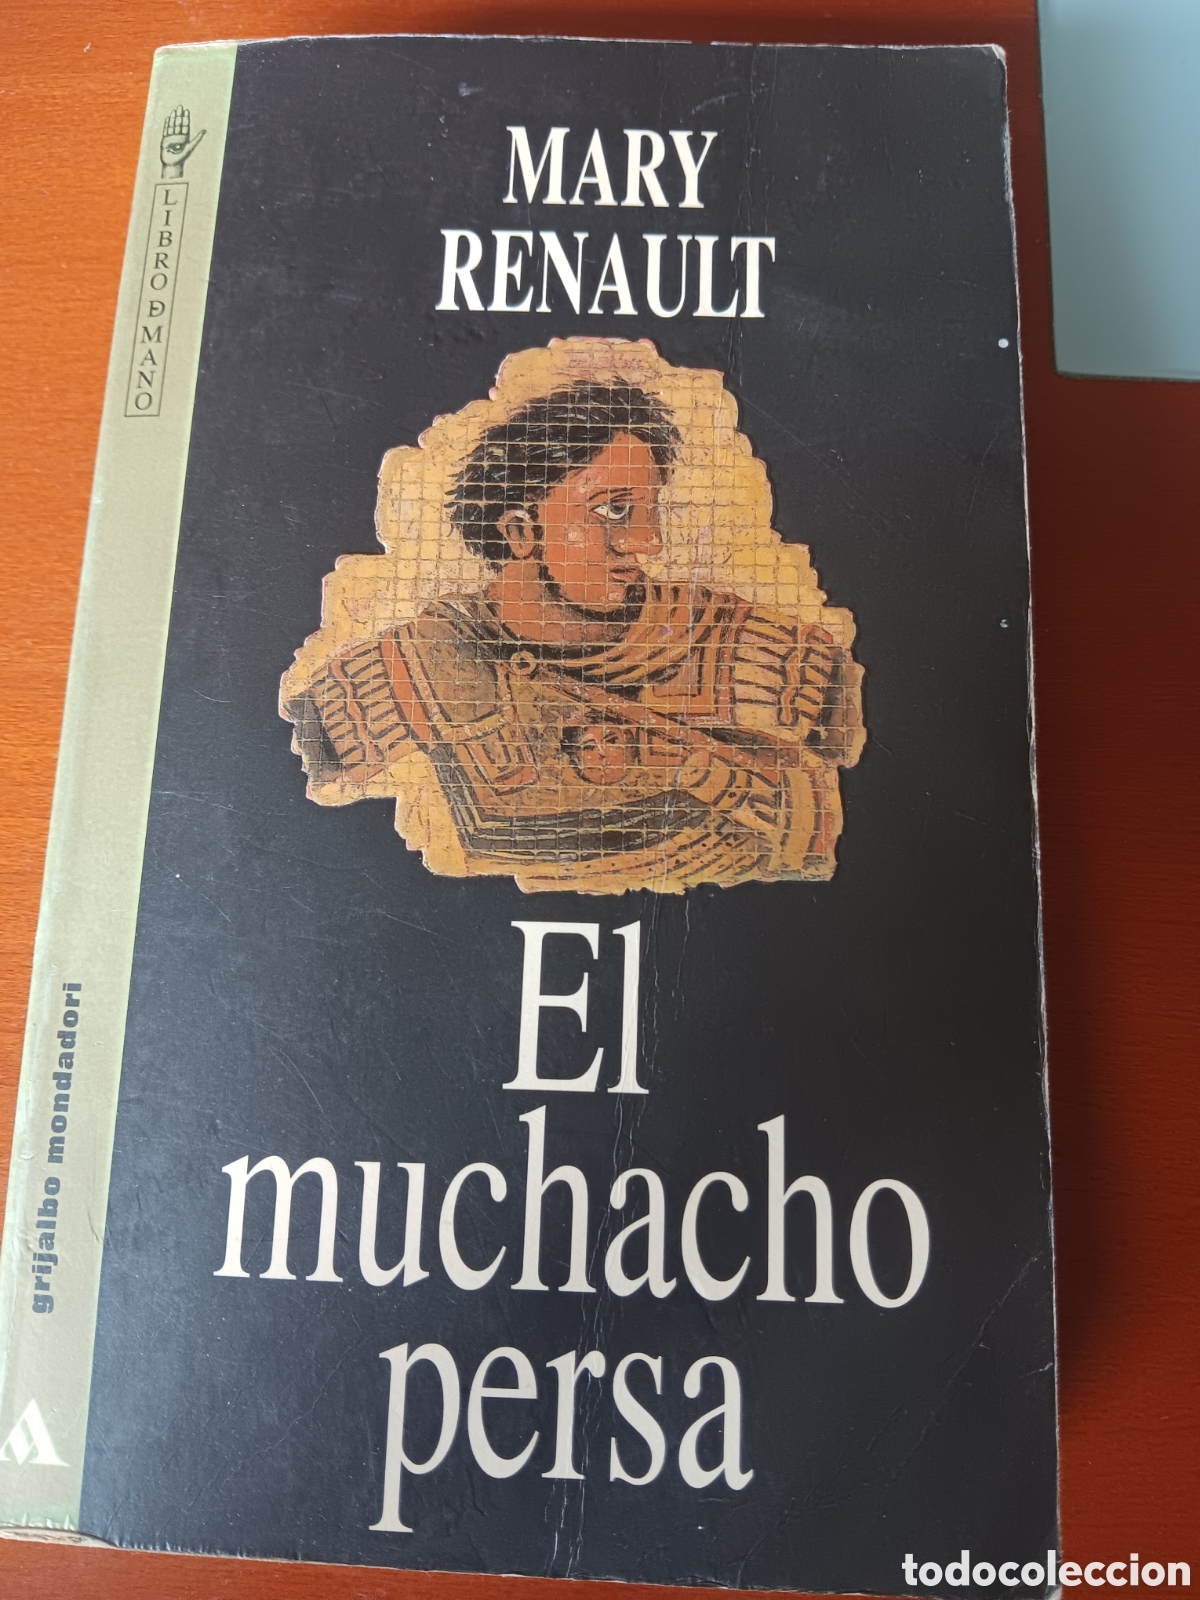 MARY
RENAULT
LIBRO DE MANO
El
muchacho
persa
grijalbo mondadori
todocoleccion